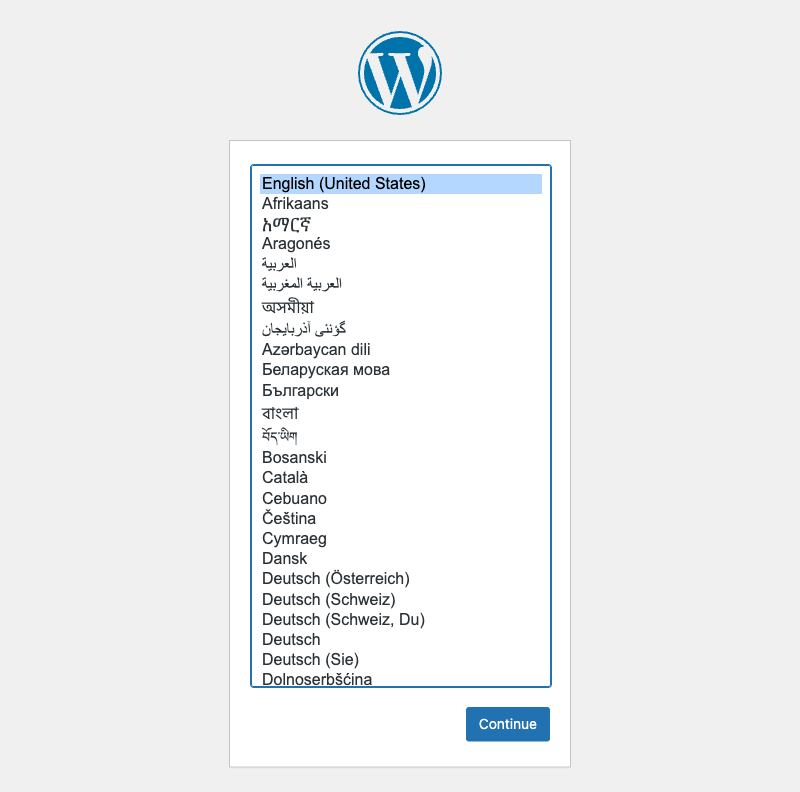 English (United States)
Afrikaans
አማርኛ
Aragonés
العربية
العربية المغربية
অসমীয়া
گؤنئی آذربایجان
Azərbaycan dili
Беларуская мова
Български
বাংলা
བོད་ཡིག
Bosanski
Català
Cebuano
Čeština
Cymraeg
Dansk
Deutsch (Österreich)
Deutsch (Schweiz)
Deutsch (Schweiz, Du)
Deutsch
Deutsch (Sie)
Dolnoserbšćina
Continue